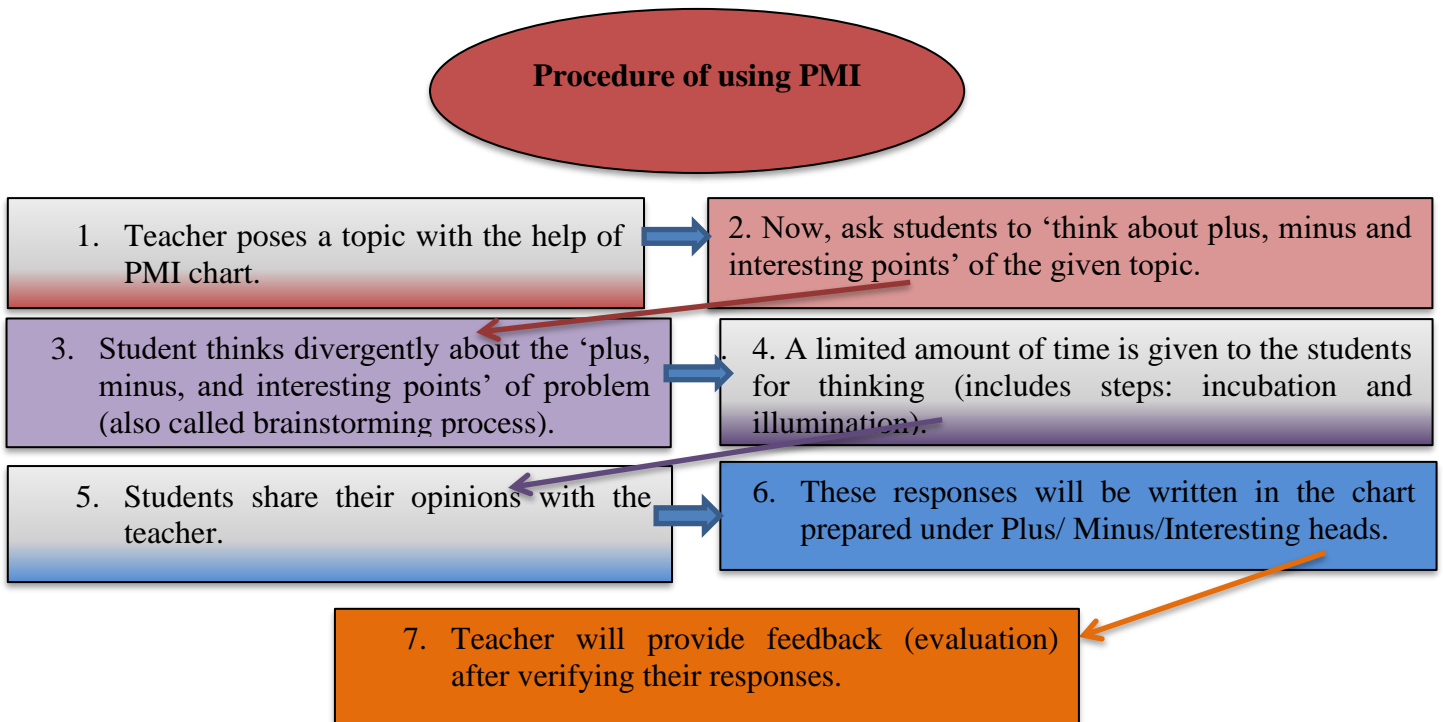 Procedure of using PMI
1. Teacher poses a topic with the help of
PMI chart.
2. Now, ask students to ‘think about plus, minus and
interesting points’ of the given topic.
3. Student thinks divergently about the ‘plus,
minus, and interesting points’ of problem
(also called brainstorming process).
. 4. A limited amount of time is given to the students
for thinking (includes steps: incubation and
illumination).
5. Students share their opinions with the
teacher.
6. These responses will be written in the chart
prepared under Plus/ Minus/Interesting heads.
7. Teacher will provide feedback (evaluation)
after verifying their responses.